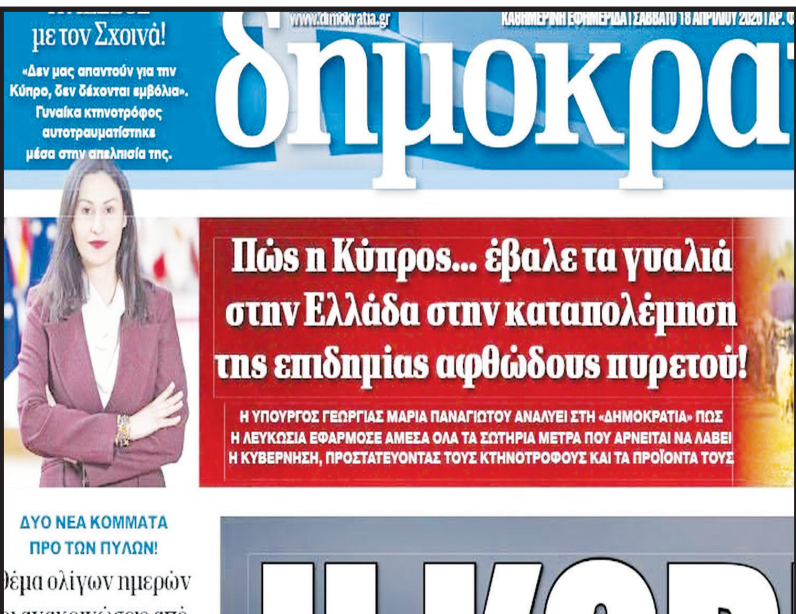 με τον Σχοινά!
«Δεν μας απαντούν για την
Κύπρο, δεν δέχονται εμβόλια».
Γυναίκα κτηνοτρόφος
αυτοτραυματίστηκε
μέσα στην απελπισία της.
www.dimokratia.gr
ΚΑΘΗΜΕΡΙΝΗ ΕΦΗΜΕΡΙΔΑ | ΣΑΒΒΑΤΟ 18 ΑΠΡΙΛΙΟΥ 2026 | ΑΡ.
δημοκρα
Πώς η Κύπρος... έβαλε τα γυαλιά
στην Ελλάδα στην καταπολέμηση
της επιδημίας αφθώδους πυρετού!
Η ΥΠΟΥΡΓΟΣ ΓΕΩΡΓΙΑΣ ΜΑΡΙΑ ΠΑΝΑΓΙΩΤΟΥ ΑΝΑΛΥΕΙ ΣΤΗ «ΔΗΜΟΚΡΑΤΙΑ» ΠΩΣ
Η ΛΕΥΚΩΣΙΑ ΕΦΑΡΜΟΣΕ ΑΜΕΣΑ ΟΛΑ ΤΑ ΣΩΤΗΡΙΑ ΜΕΤΡΑ ΠΟΥ ΑΡΝΕΙΤΑΙ ΝΑ ΛΑΒΕΙ
Η ΚΥΒΕΡΝΗΣΗ, ΠΡΟΣΤΑΤΕΥΟΝΤΑΣ ΤΟΥΣ ΚΤΗΝΟΤΡΟΦΟΥΣ ΚΑΙ ΤΑ ΠΡΟΪΟΝΤΑ ΤΟΥΣ
ΔΥΟ ΝΕΑ ΚΟΜΜΑΤΑ
ΠΡΟ ΤΩΝ ΠΥΛΩΝ!
θέμα ολίγων ημερών